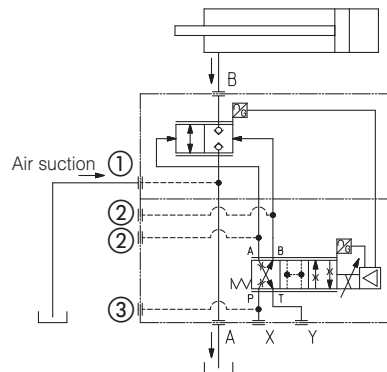 B
Air suction ①
②
②
A B
③
P T
A X Y